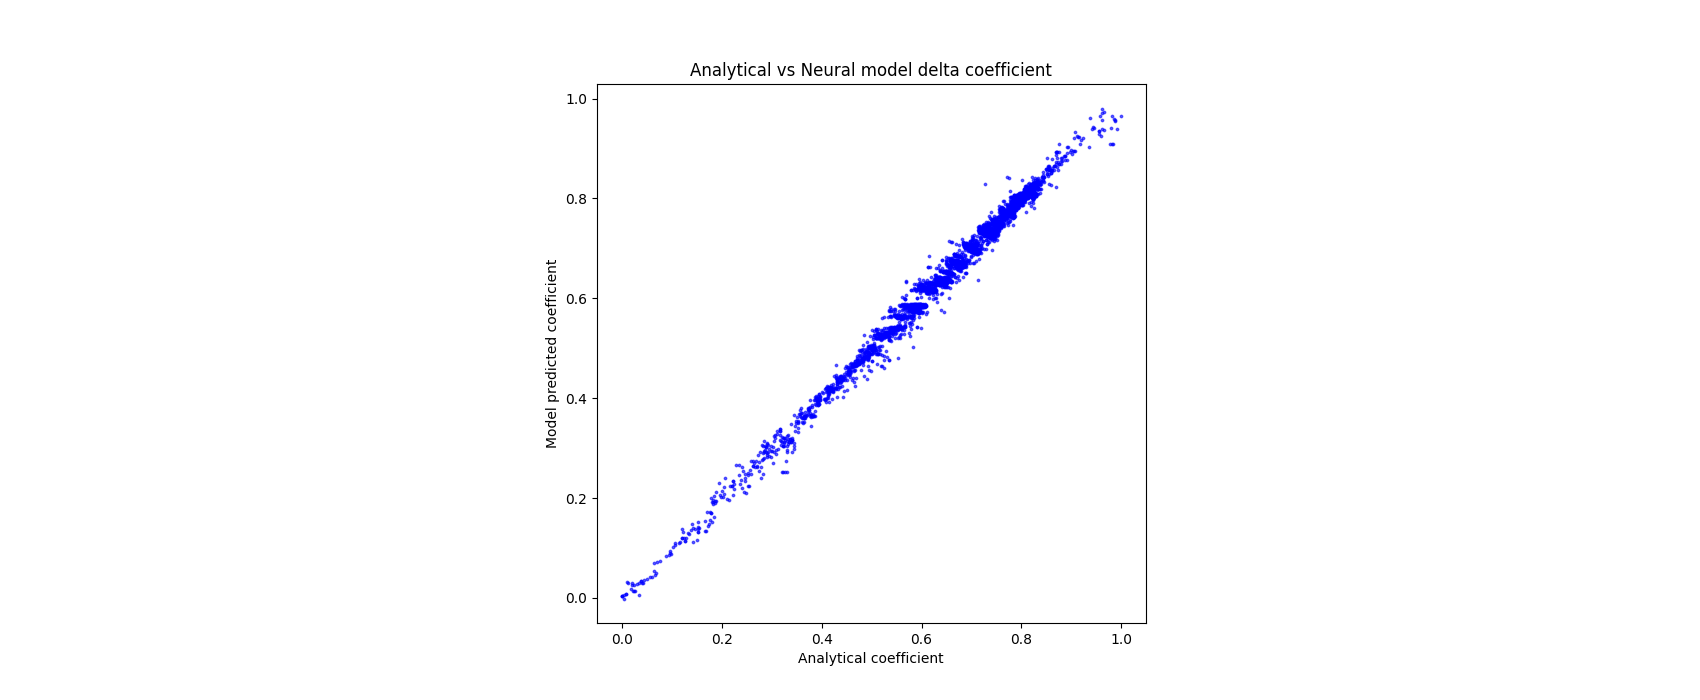 Analytical vs Neural model delta coefficient
1.0
0.8
0.6
0.4
0.2
0.0
Model predicted coefficient
0.0 0.2 0.4 0.6 0.8 1.0
Analytical coefficient